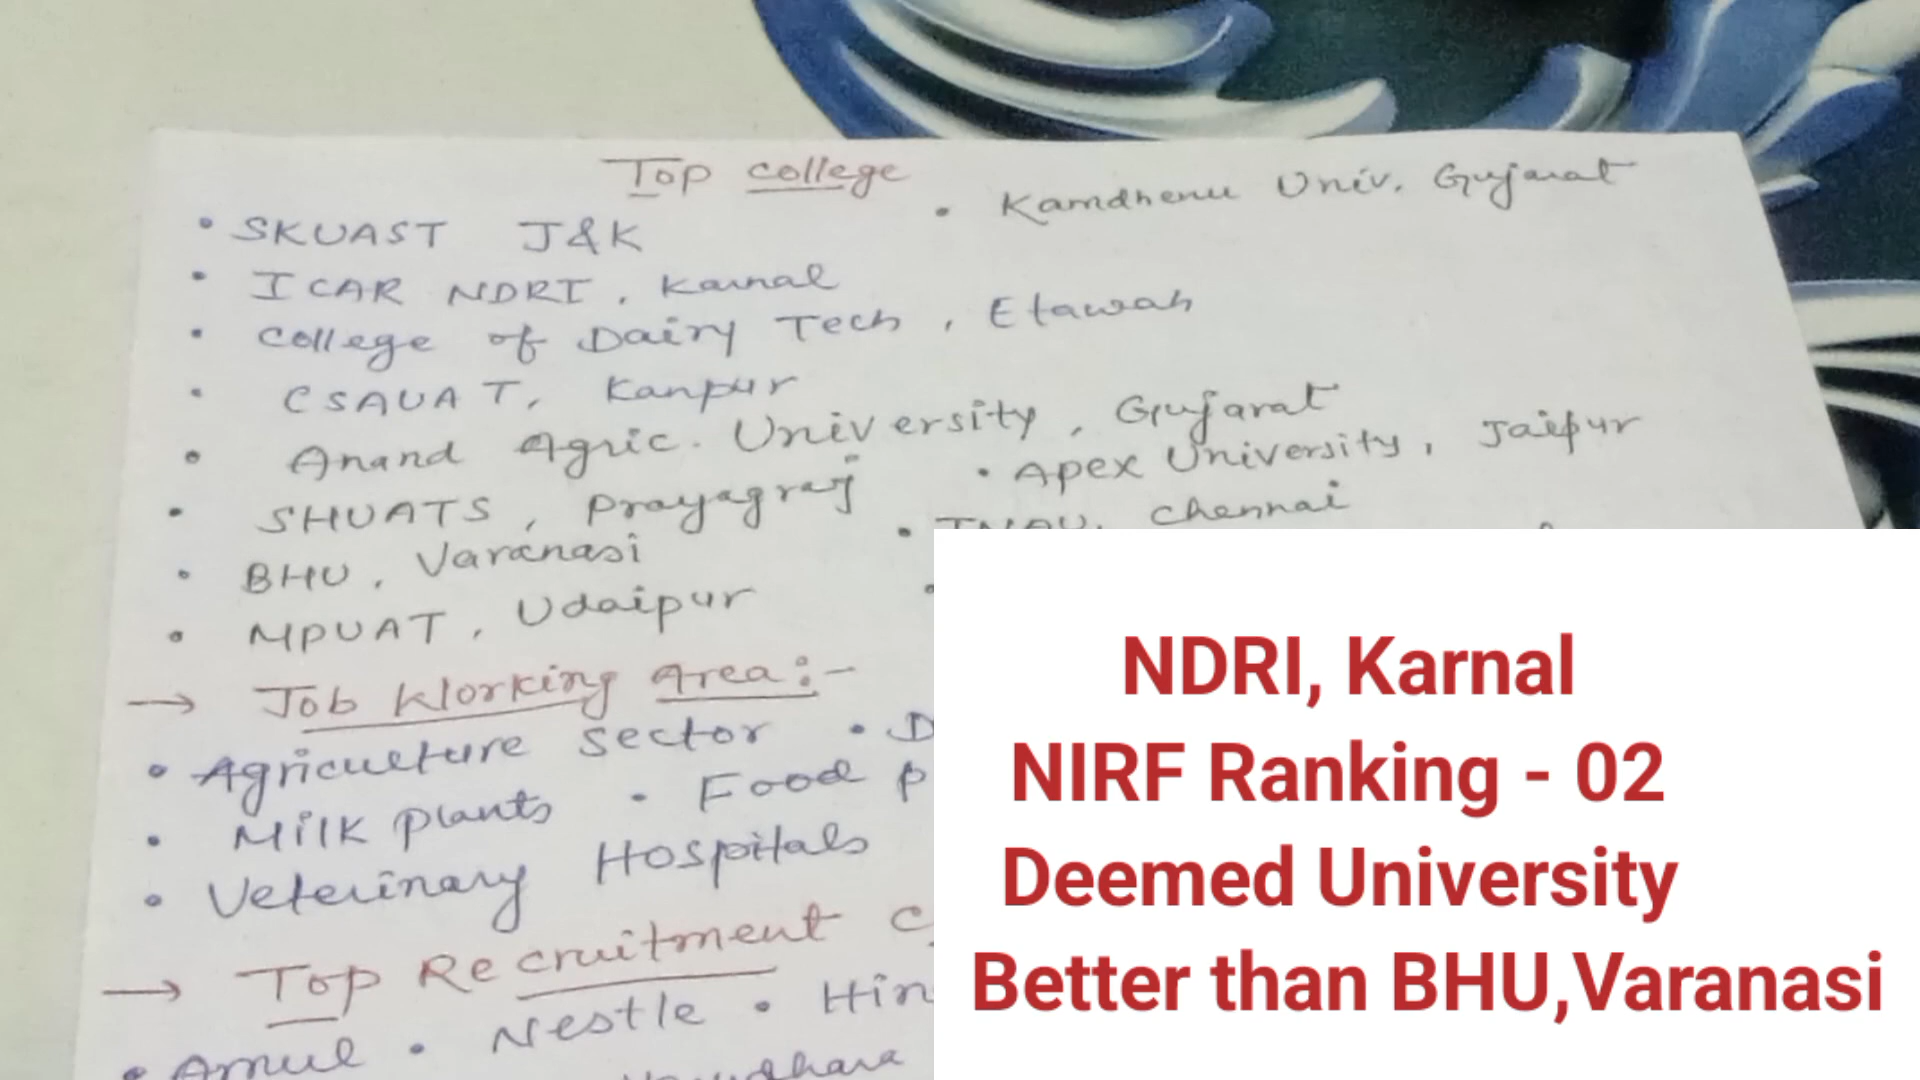 Top college
• SKUAST J&K
• Kamdhenu Univ. Gujarat
• ICAR NDRI, Karnal
• College of Dairy Tech, Etawah
• CSAUAT, Kanpur
• Anand Agric. University, Gujarat
• SHUATS, Prayagraj
• Apex University, Jaipur
• BHU, Varanasi
• TNAU, Chennai
• MPUAT, Udaipur
→ Job Working Area:-
• Agriculture sector • D
• Milk plants • Food p
• Veterinary Hospitals
→ Top Recruitment
• Amul • Nestle • Hin
NDRI, Karnal
NIRF Ranking - 02
Deemed University
Better than BHU,Varanasi